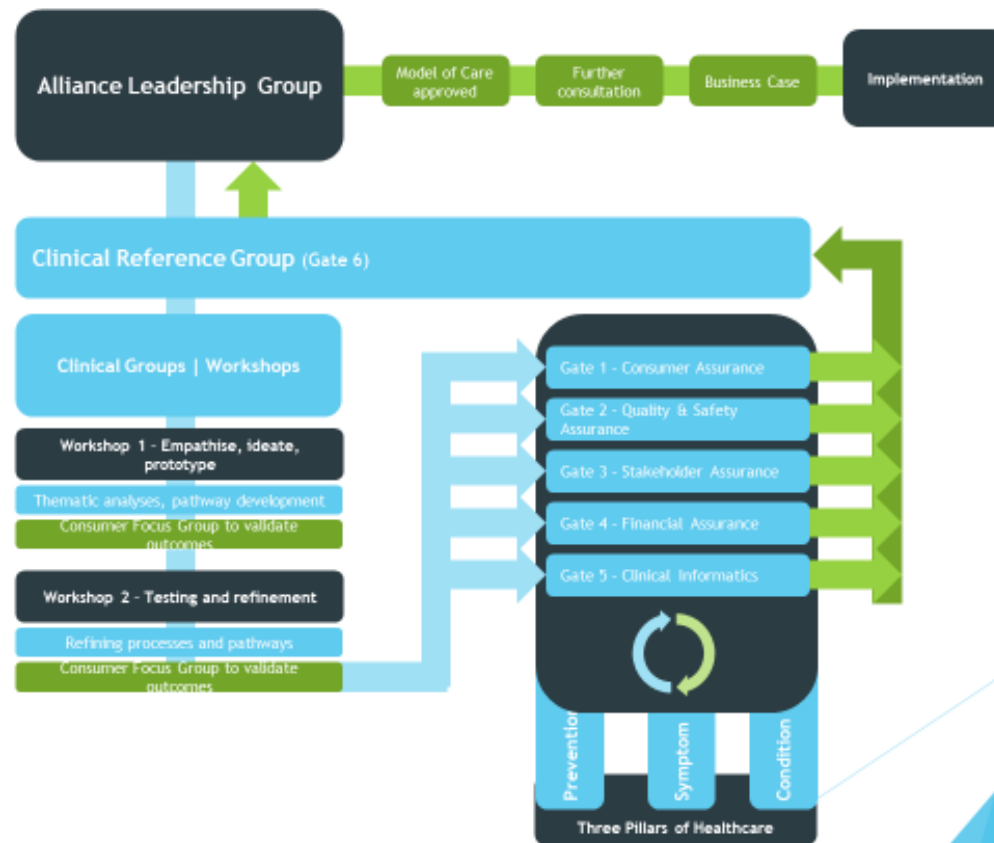 Alliance Leadership Group
Model of Care
approved
Further
consultation
Business Case
Implementation
Clinical Reference Group (Gate 6)
Clinical Groups | Workshops
Workshop 1 - Empathise, ideate,
prototype
Thematic analyses, pathway development
Consumer Focus Group to validate
outcomes
Workshop 2 - Testing and refinement
Refining processes and pathways
Consumer Focus Group to validate
outcomes
Gate 1 - Consumer Assurance
Gate 2 - Quality & Safety
Assurance
Gate 3 - Stakeholder Assurance
Gate 4 - Financial Assurance
Gate 5 - Clinical Informatics
Prevention
Symptom
Condition
Three Pillars of Healthcare